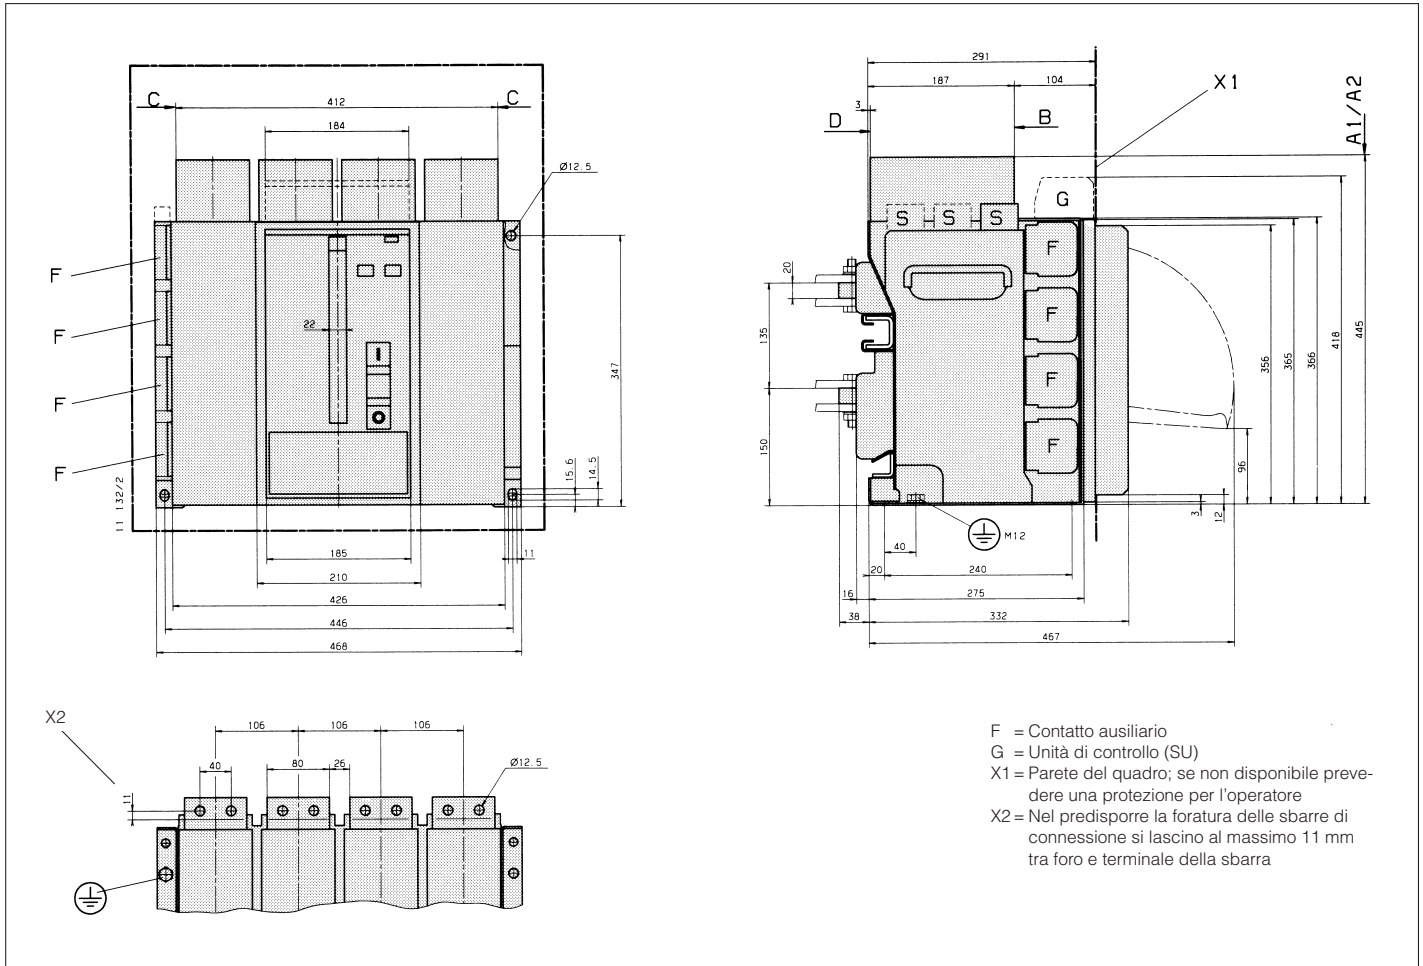 C
412
C
184
Ø12.5
F
F
F
F
22
347
15.6
14.5
11 132/2
185
11
210
426
446
468
291
187
104
X1
3
D
B
A1/A2
G
S
S
S
F
F
F
F
20
135
150
356
365
366
418
445
96
3
12
M12
40
20
240
16
275
38
332
467
X2
106
106
106
40
80
26
Ø12.5
11
F = Contatto ausiliario
G = Unità di controllo (SU)
X1 = Parete del quadro; se non disponibile preve-
dere una protezione per l'operatore
X2 = Nel predisporre la foratura delle sbarre di
connessione si lascino al massimo 11 mm
tra foro e terminale della sbarra